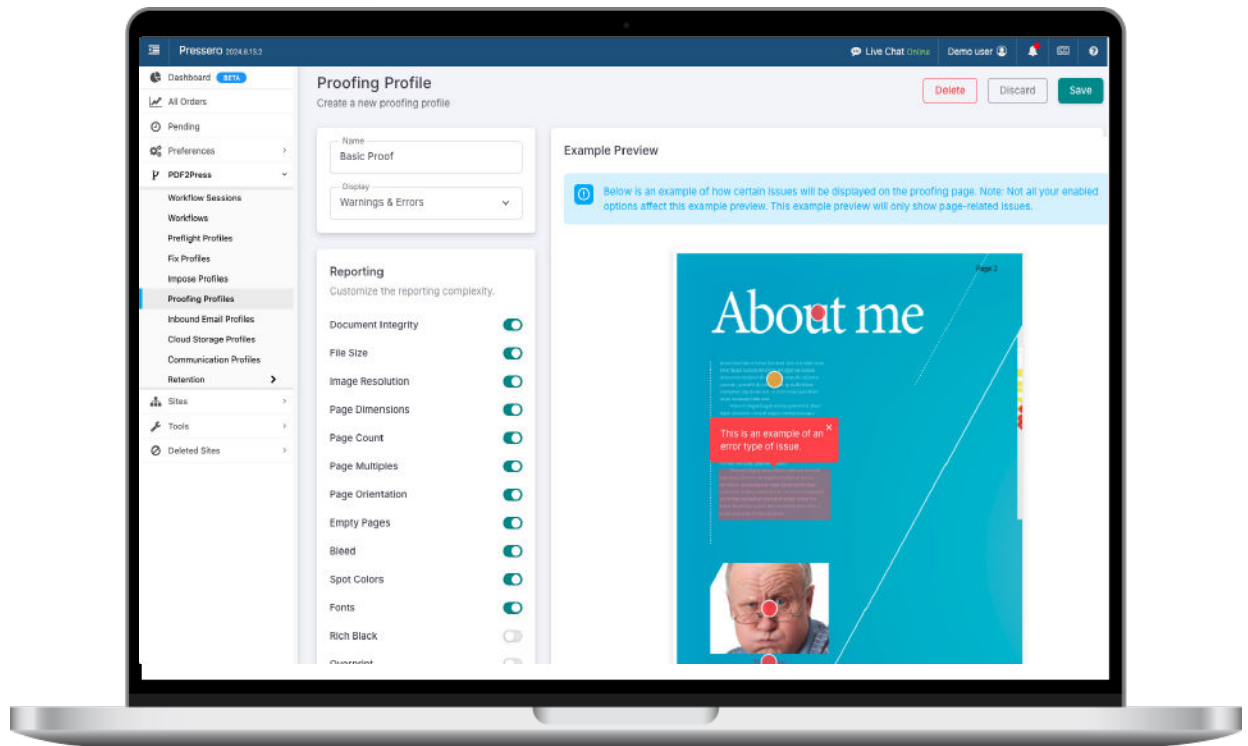 Pressero 2024.8.15.2
Live Chat Online
Demo user
Dashboard BETA
All Orders
Pending
Preferences
PDF2Press
Workflow Sessions
Workflows
Preflight Profiles
Fix Profiles
Impose Profiles
Proofing Profiles
Inbound Email Profiles
Cloud Storage Profiles
Communication Profiles
Retention
Sites
Tools
Deleted Sites
Proofing Profile
Create a new proofing profile
Delete
Discard
Save
Name
Basic Proof
Display
Warnings & Errors
Reporting
Customize the reporting complexity.
Document Integrity
File Size
Image Resolution
Page Dimensions
Page Count
Page Multiples
Page Orientation
Empty Pages
Bleed
Spot Colors
Fonts
Rich Black
Overprint
Example Preview
Below is an example of how certain issues will be displayed on the proofing page. Note: Not all your enabled
options affect this example preview. This example preview will only show page-related issues.
Page 2
About me
This is an example of an
error type of issue.